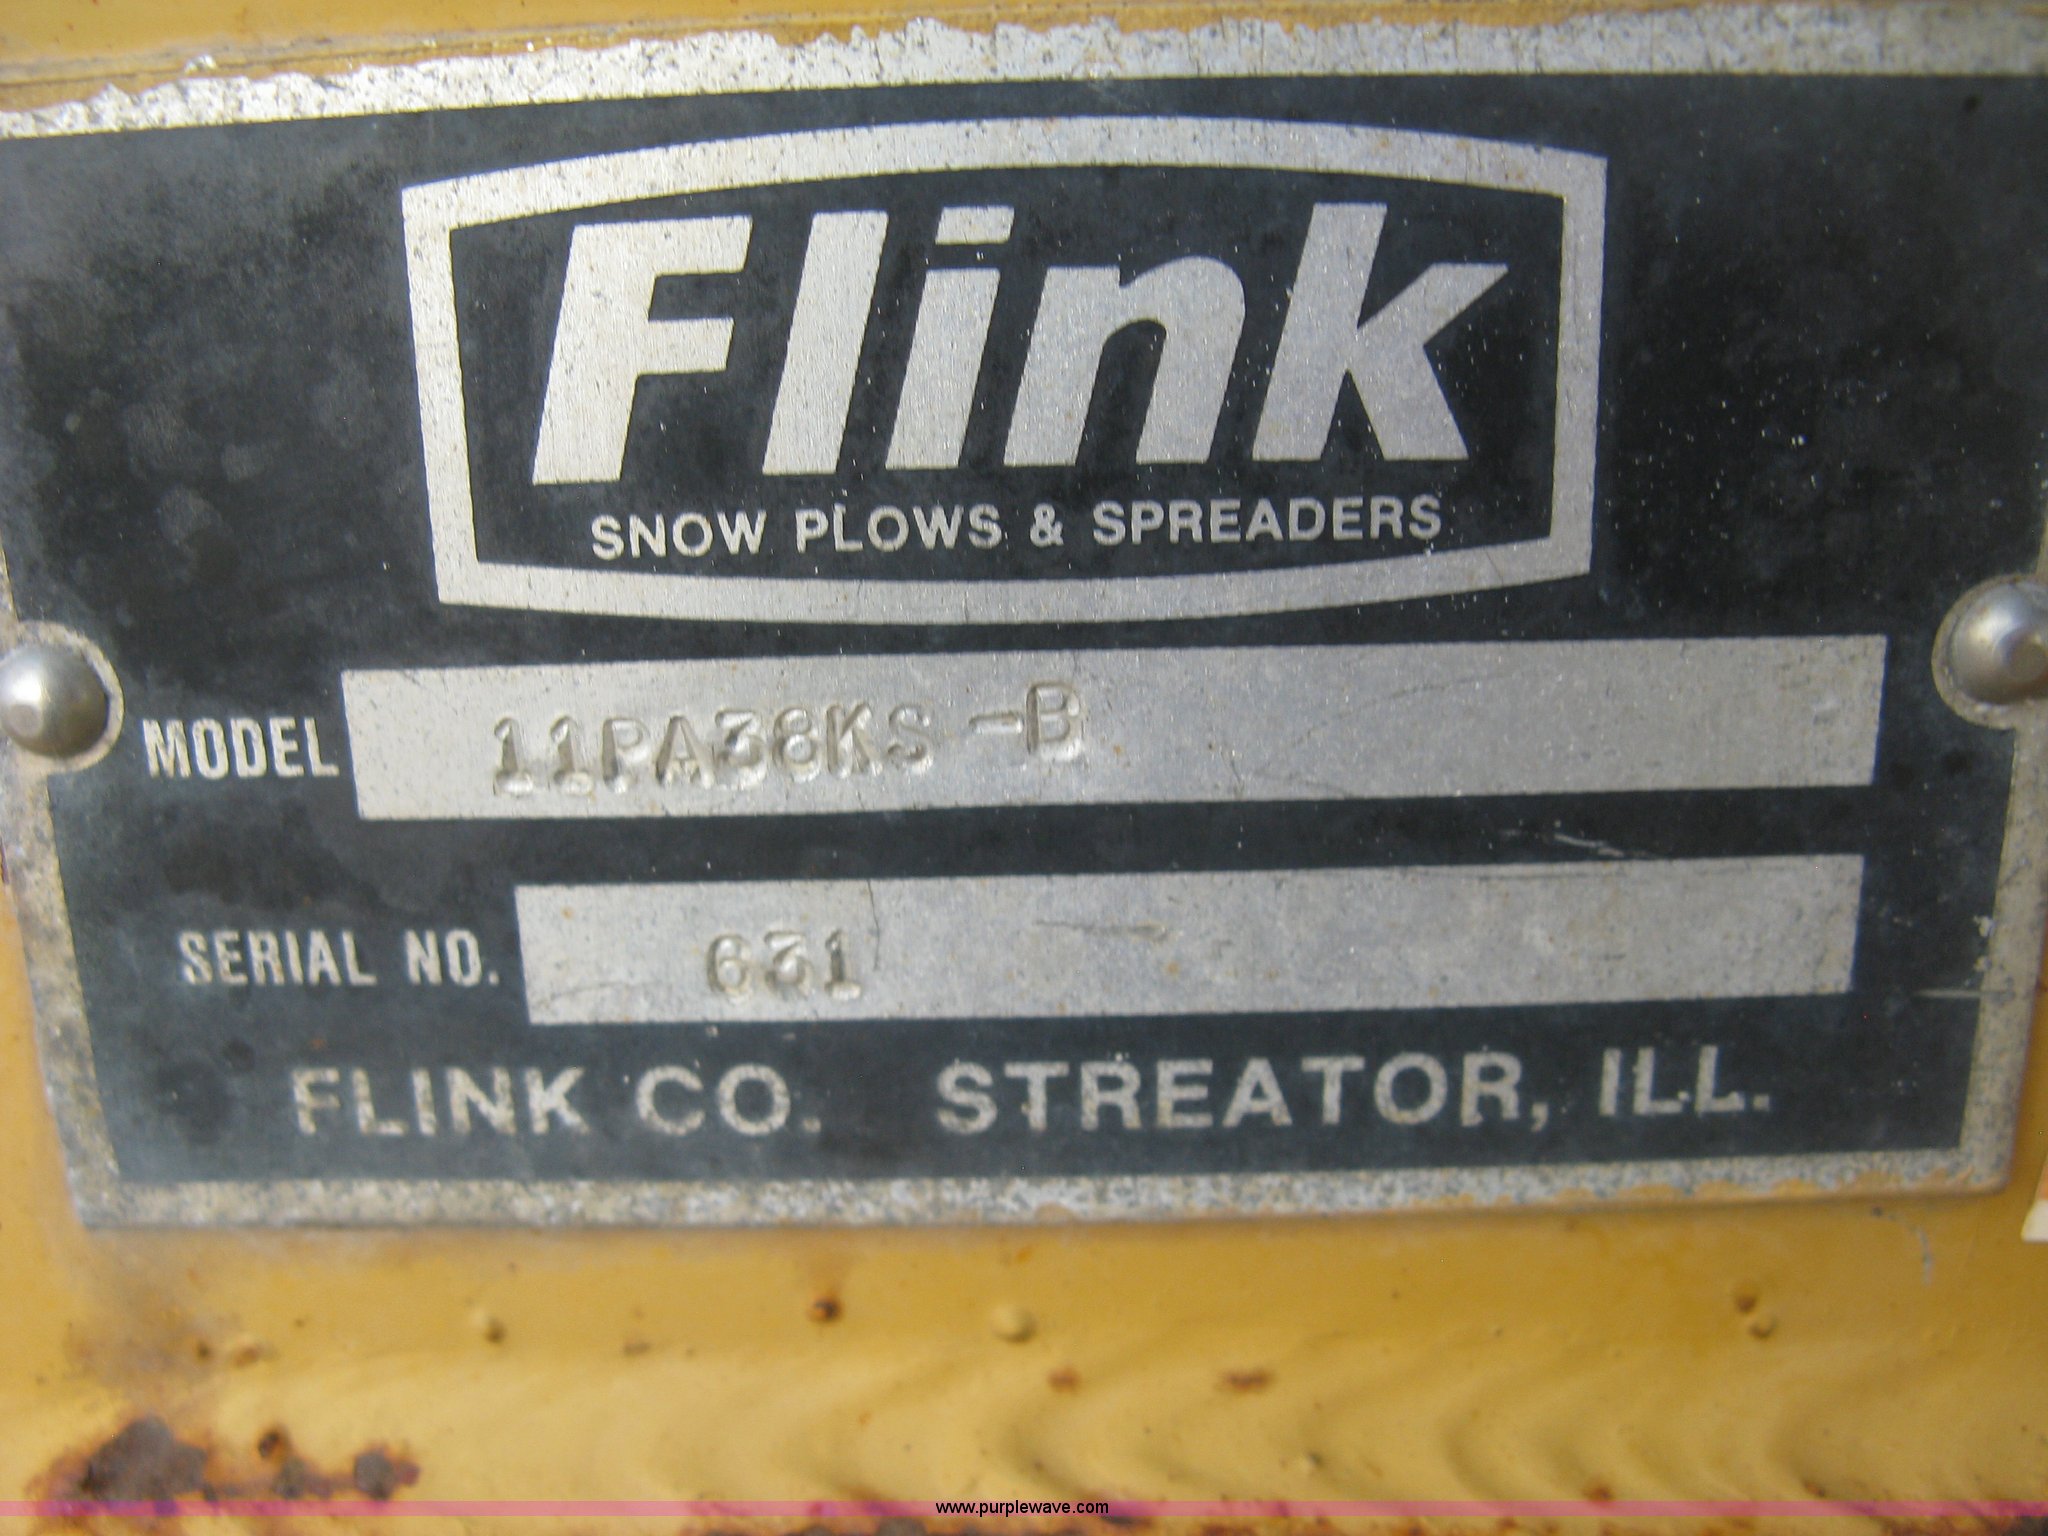 Flink
SNOW PLOWS & SPREADERS
MODEL 11PA38KS-B
SERIAL NO. 631
FLINK CO. STREATOR, ILL.
www.purplewave.com